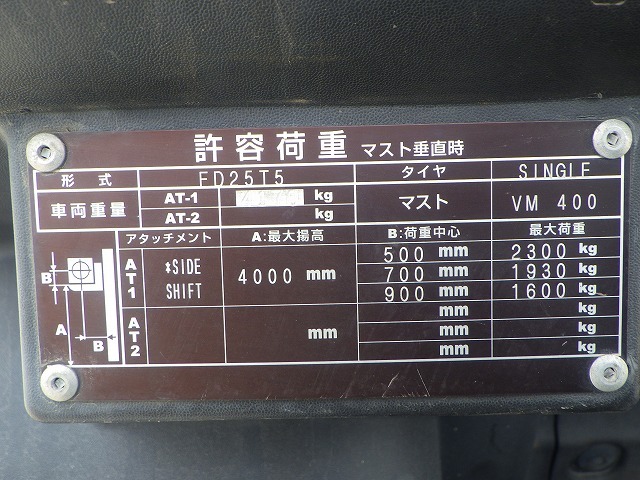 許容荷重 マスト垂直時
形式 FD25T5 タイヤ SINGLE
車両重量 AT-1 kg マスト VM 400
AT-2 kg
アタッチメント A:最大揚高 B:荷重中心 最大荷重
AT1 *SIDE SHIFT 4000 mm 500 mm 2300 kg
700 mm 1930 kg
900 mm 1600 kg
AT2 mm mm kg
mm kg
mm kg
B
A
B